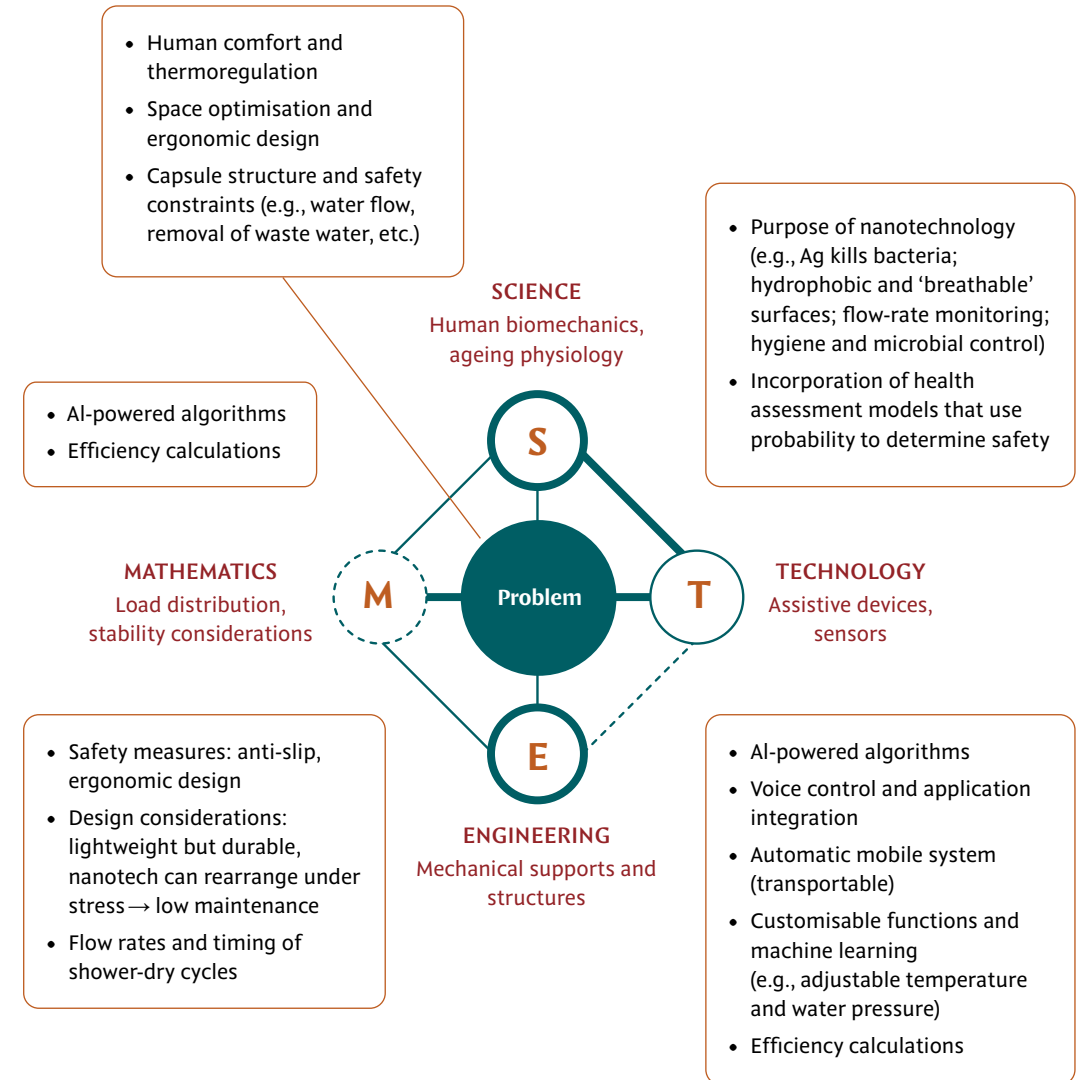 • Human comfort and
thermoregulation
• Space optimisation and
ergonomic design
• Capsule structure and safety
constraints (e.g., water flow,
removal of waste water, etc.)
• Purpose of nanotechnology
(e.g., Ag kills bacteria;
hydrophobic and ‘breathable’
surfaces; flow-rate monitoring;
hygiene and microbial control)
• Incorporation of health
assessment models that use
probability to determine safety
SCIENCE
Human biomechanics,
ageing physiology
• AI-powered algorithms
• Efficiency calculations
S
MATHEMATICS
Load distribution,
stability considerations
M
Problem
T
TECHNOLOGY
Assistive devices,
sensors
E
ENGINEERING
Mechanical supports and
structures
• Safety measures: anti-slip,
ergonomic design
• Design considerations:
lightweight but durable,
nanotech can rearrange under
stress → low maintenance
• Flow rates and timing of
shower-dry cycles
• AI-powered algorithms
• Voice control and application
integration
• Automatic mobile system
(transportable)
• Customisable functions and
machine learning
(e.g., adjustable temperature
and water pressure)
• Efficiency calculations